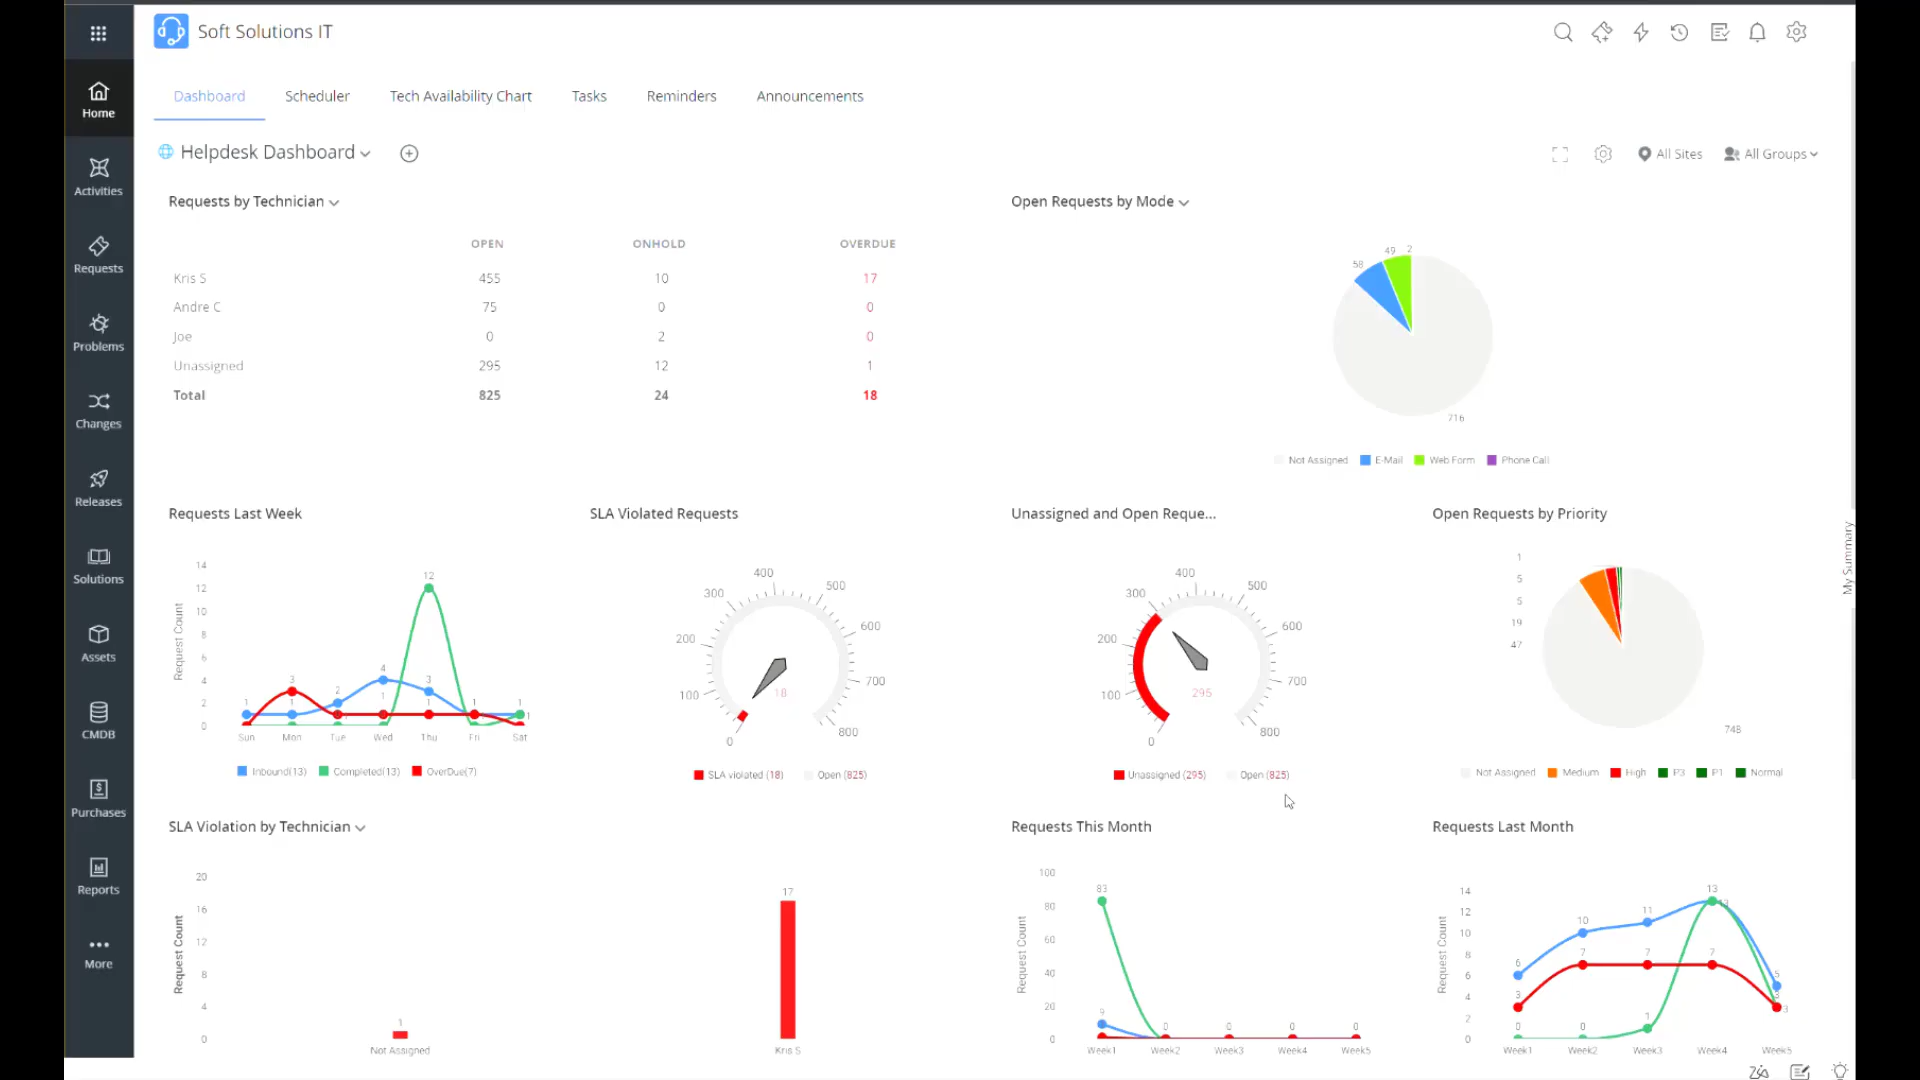 Soft Solutions IT
Home
Activities
Requests
Problems
Changes
Releases
Solutions
Assets
CMDB
Purchases
Reports
More
Dashboard Scheduler Tech Availability Chart Tasks Reminders Announcements
Helpdesk Dashboard
All Sites All Groups
Requests by Technician
OPEN ONHOLD OVERDUE
Kris S 455 10 17
Andre C 75 0 0
Joe 0 2 0
Unassigned 295 12 1
Total 825 24 18
Open Requests by Mode
58 49 2
716
Not Assigned E-Mail Web Form Phone Call
Requests Last Week
Request Count
14
12
10
8
6
4
2
0
12
3 4
1 1 2 1 3 1 1 1
1
Sun Mon Tue Wed Thu Fri Sat
Inbound(13) Completed(13) OverDue(7)
SLA Violated Requests
0 100 200 300 400 500 600 700 800
18
SLA violated (18) Open (825)
Unassigned and Open Reque...
0 100 200 300 400 500 600 700 800
295
Unassigned (295) Open (825)
Open Requests by Priority
1
5
5
19
47
748
Not Assigned Medium High P3 P1 Normal
My Summary
SLA Violation by Technician
Request Count
20
16
12
8
4
0
1 17
Not Assigned Kris S
Requests This Month
Request Count
100
80
60
40
20
0
83
9 0 0 0 0
Week1 Week2 Week3 Week4 Week5
Requests Last Month
Request Count
14
12
10
8
6
4
2
0
6 10 11 13 13 5
3 7 7 7 3
0 0 1 3
Week1 Week2 Week3 Week4 Week5
Zia